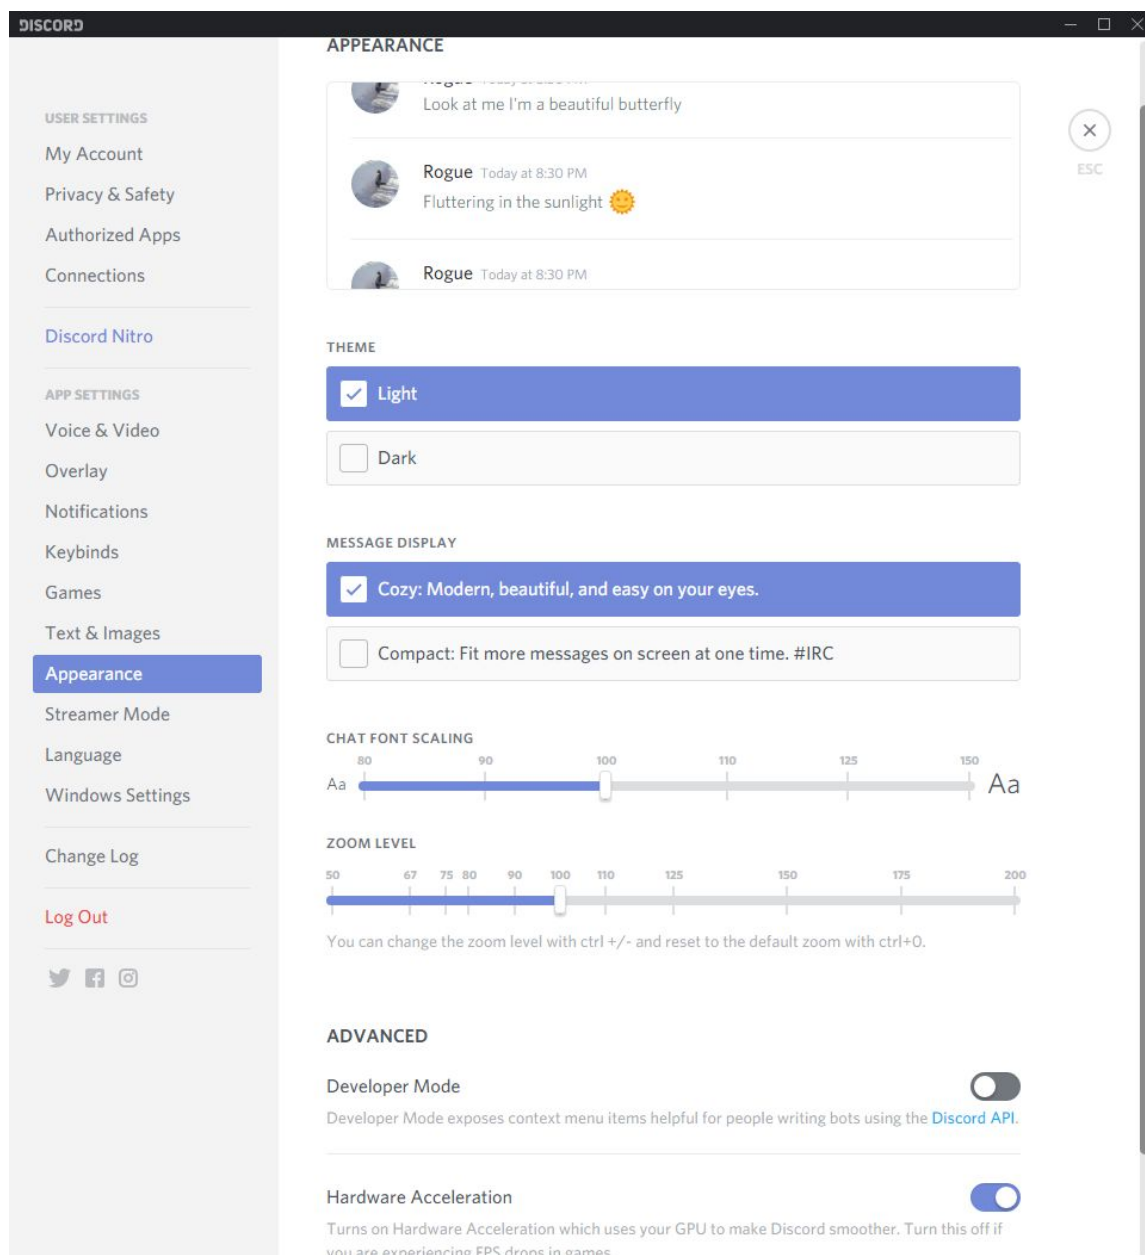 DISCORD
USER SETTINGS
My Account
Privacy & Safety
Authorized Apps
Connections
Discord Nitro
APP SETTINGS
Voice & Video
Overlay
Notifications
Keybinds
Games
Text & Images
Appearance
Streamer Mode
Language
Windows Settings
Change Log
Log Out
APPEARANCE
Look at me I'm a beautiful butterfly
Rogue Today at 8:30 PM
Fluttering in the sunlight 🌞
Rogue Today at 8:30 PM
ESC
THEME
Light
Dark
MESSAGE DISPLAY
Cozy: Modern, beautiful, and easy on your eyes.
Compact: Fit more messages on screen at one time. #IRC
CHAT FONT SCALING
80 90 100 110 125 150
Aa Aa
ZOOM LEVEL
50 67 75 80 90 100 110 125 150 175 200
You can change the zoom level with ctrl +/- and reset to the default zoom with ctrl+0.
ADVANCED
Developer Mode
Developer Mode exposes context menu items helpful for people writing bots using the Discord API.
Hardware Acceleration
Turns on Hardware Acceleration which uses your GPU to make Discord smoother. Turn this off if
you are experiencing FPS drops in games.